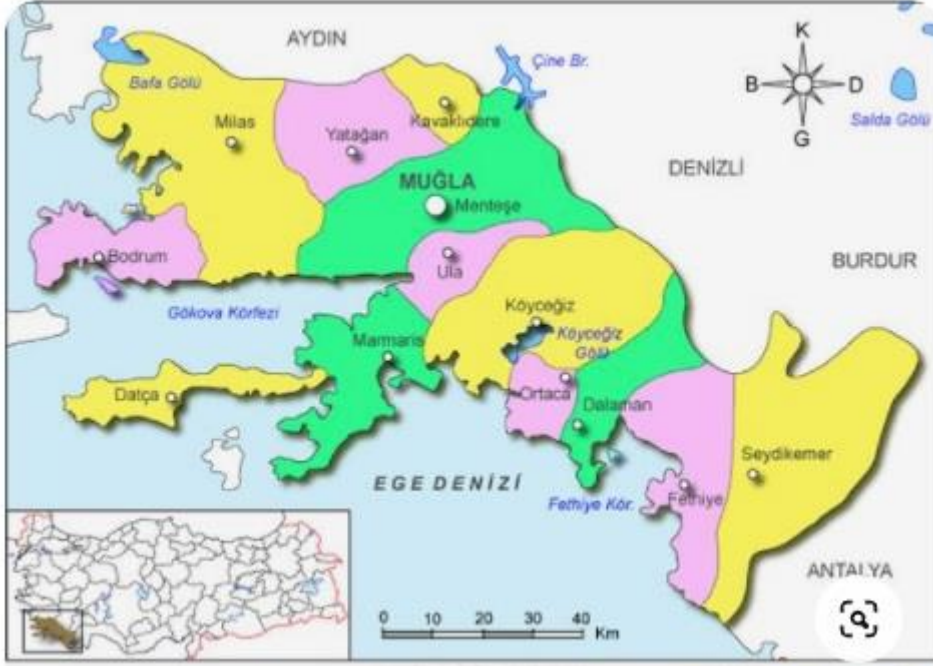 AYDIN
K
Çine Br.
Bafa Gölü
B
D
Kavaklıdere
Salda Gölü
Milas
Yatağan
G
DENİZLİ
MUĞLA
Menteşe
Bodrum
Ula
BURDUR
Gökova Körfezi
Köyceğiz
Köyceğiz
Gölü
Marmaris
Datça
Ortaca
Dalaman
Seydikemer
EGE DENİZİ
Fethiye
Fethiye Kör.
ANTALYA
0 10 20 30 40
Km